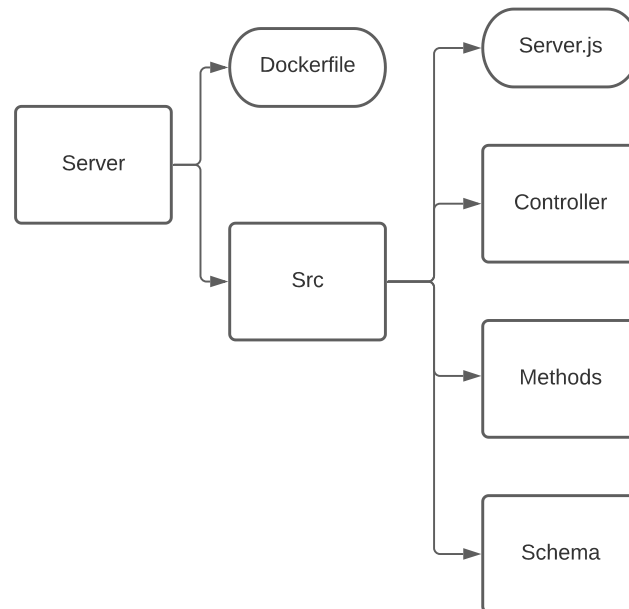 Server
Dockerfile
Src
Server.js
Controller
Methods
Schema